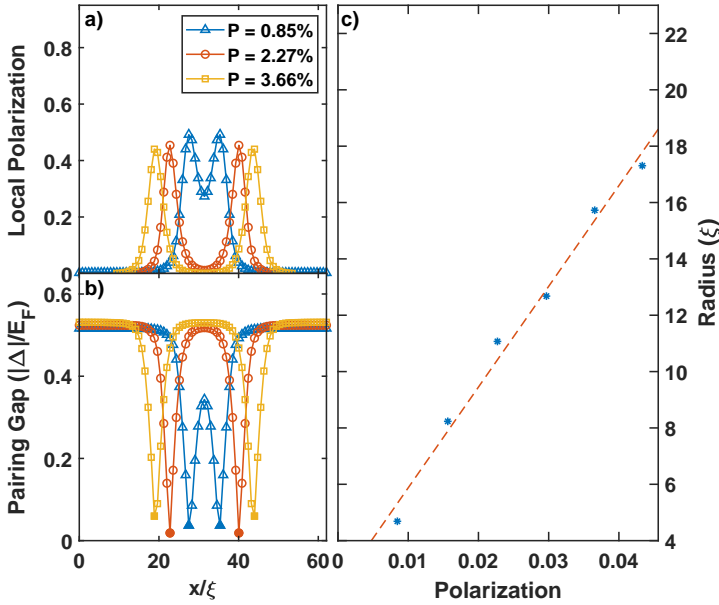 a)
P = 0.85%
P = 2.27%
P = 3.66%
Local Polarization
0.8
0.6
0.4
0.2
0
b)
Pairing Gap (|Δ|/E_F)
0.6
0.4
0.2
0
0 20 40 60
x/ξ
c)
22
20
18
16
14
12
10
8
6
4
Radius (ξ)
0.01 0.02 0.03 0.04
Polarization